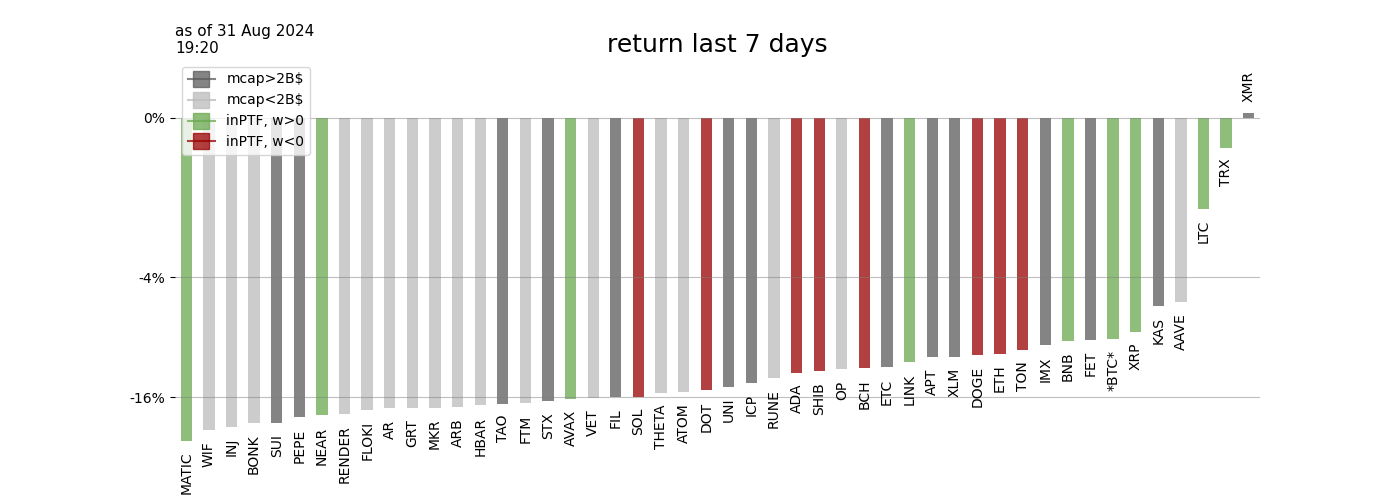 as of 31 Aug 2024
19:20
return last 7 days
mcap>2B$
mcap<2B$
inPTF, w>0
inPTF, w<0
0%
-4%
-16%
MATIC
WIF
INJ
BONK
SUI
PEPE
NEAR
RENDER
FLOKI
AR
GRT
MKR
ARB
HBAR
TAO
FTM
STX
AVAX
VET
FIL
SOL
THETA
ATOM
DOT
UNI
ICP
RUNE
ADA
SHIB
OP
BCH
ETC
LINK
APT
XLM
DOGE
ETH
TON
IMX
BNB
FET
*BTC*
XRP
KAS
AAVE
LTC
TRX
XMR